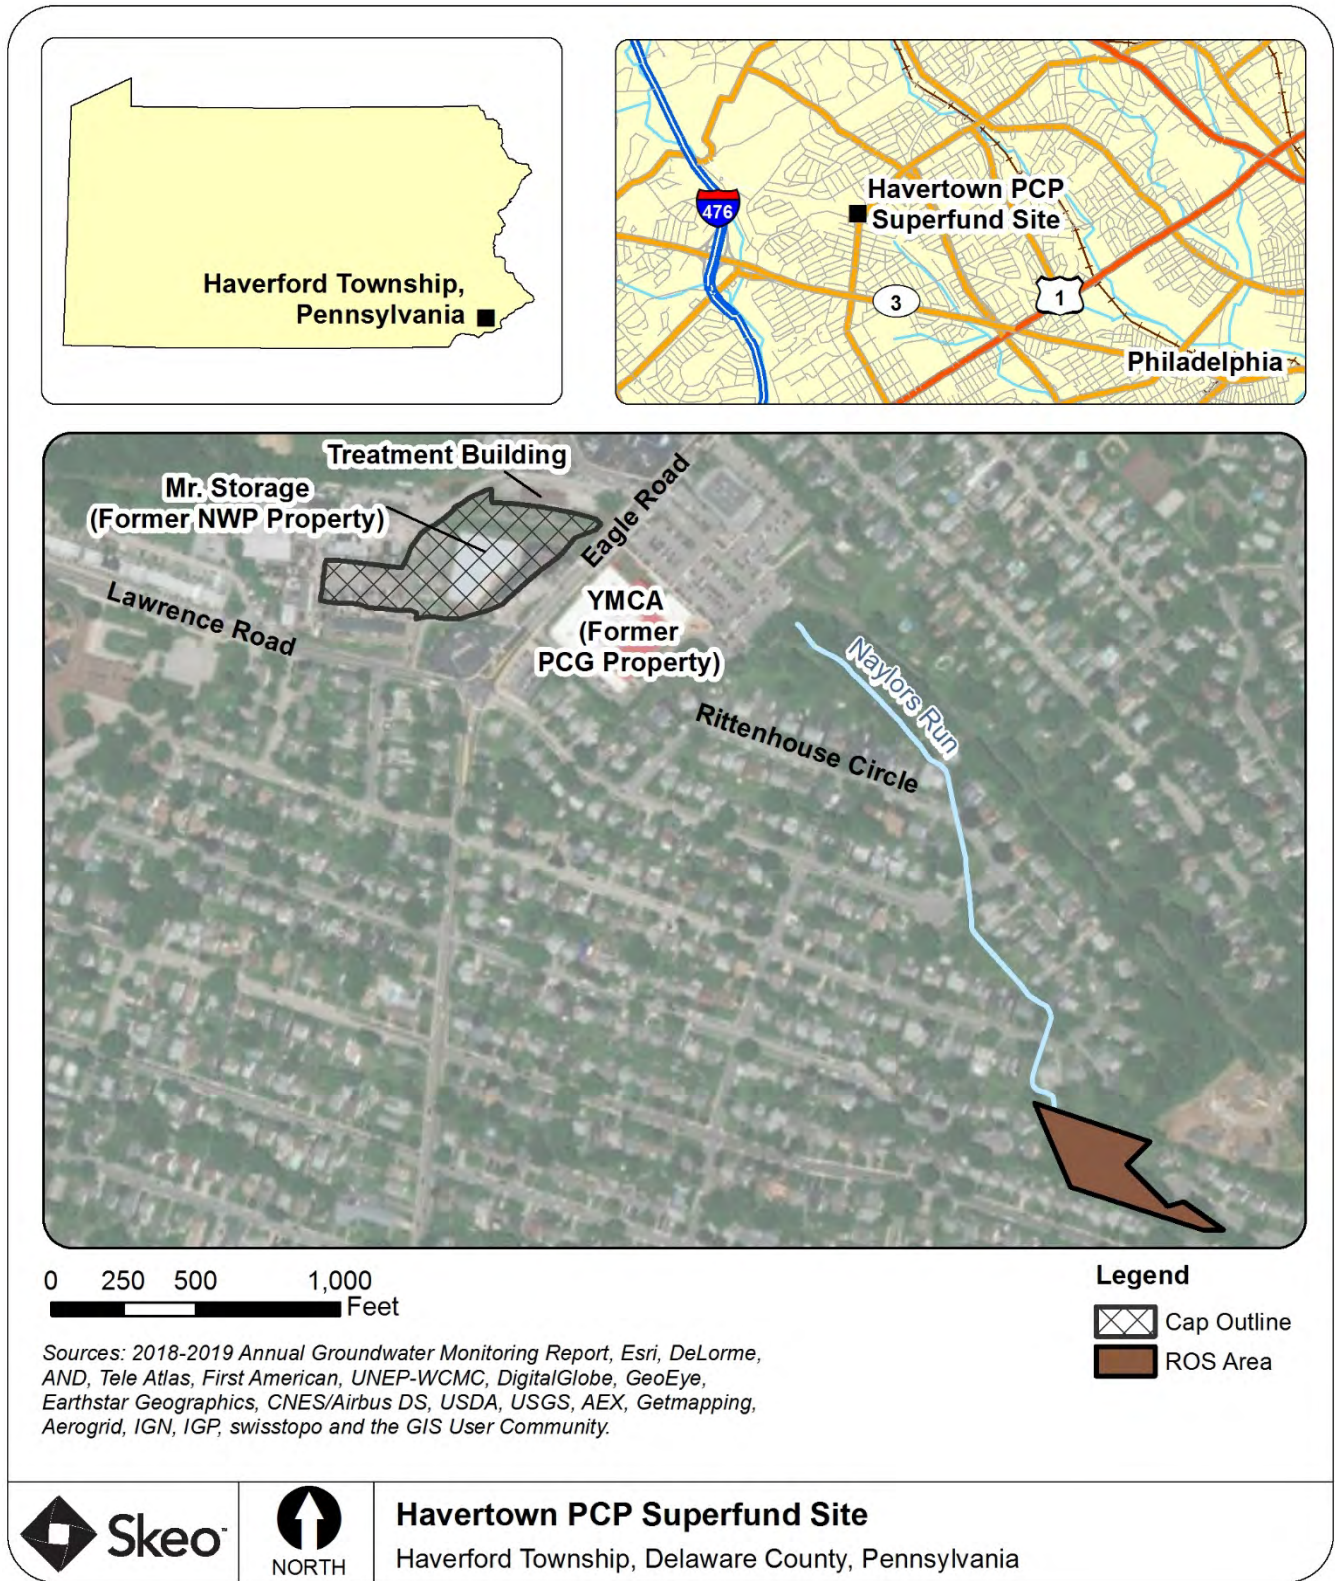 Haverford Township,
Pennsylvania
476
Havertown PCP
Superfund Site
3
1
Philadelphia
Treatment Building
Mr. Storage
(Former NWP Property)
Eagle Road
Lawrence Road
YMCA
(Former
PCG Property)
Naylors Run
Rittenhouse Circle
0 250 500 1,000
Feet
Legend
Cap Outline
ROS Area
Sources: 2018-2019 Annual Groundwater Monitoring Report, Esri, DeLorme,
AND, Tele Atlas, First American, UNEP-WCMC, DigitalGlobe, GeoEye,
Earthstar Geographics, CNES/Airbus DS, USDA, USGS, AEX, Getmapping,
Aerogrid, IGN, IGP, swisstopo and the GIS User Community.
Skeo™
NORTH
Havertown PCP Superfund Site
Haverford Township, Delaware County, Pennsylvania